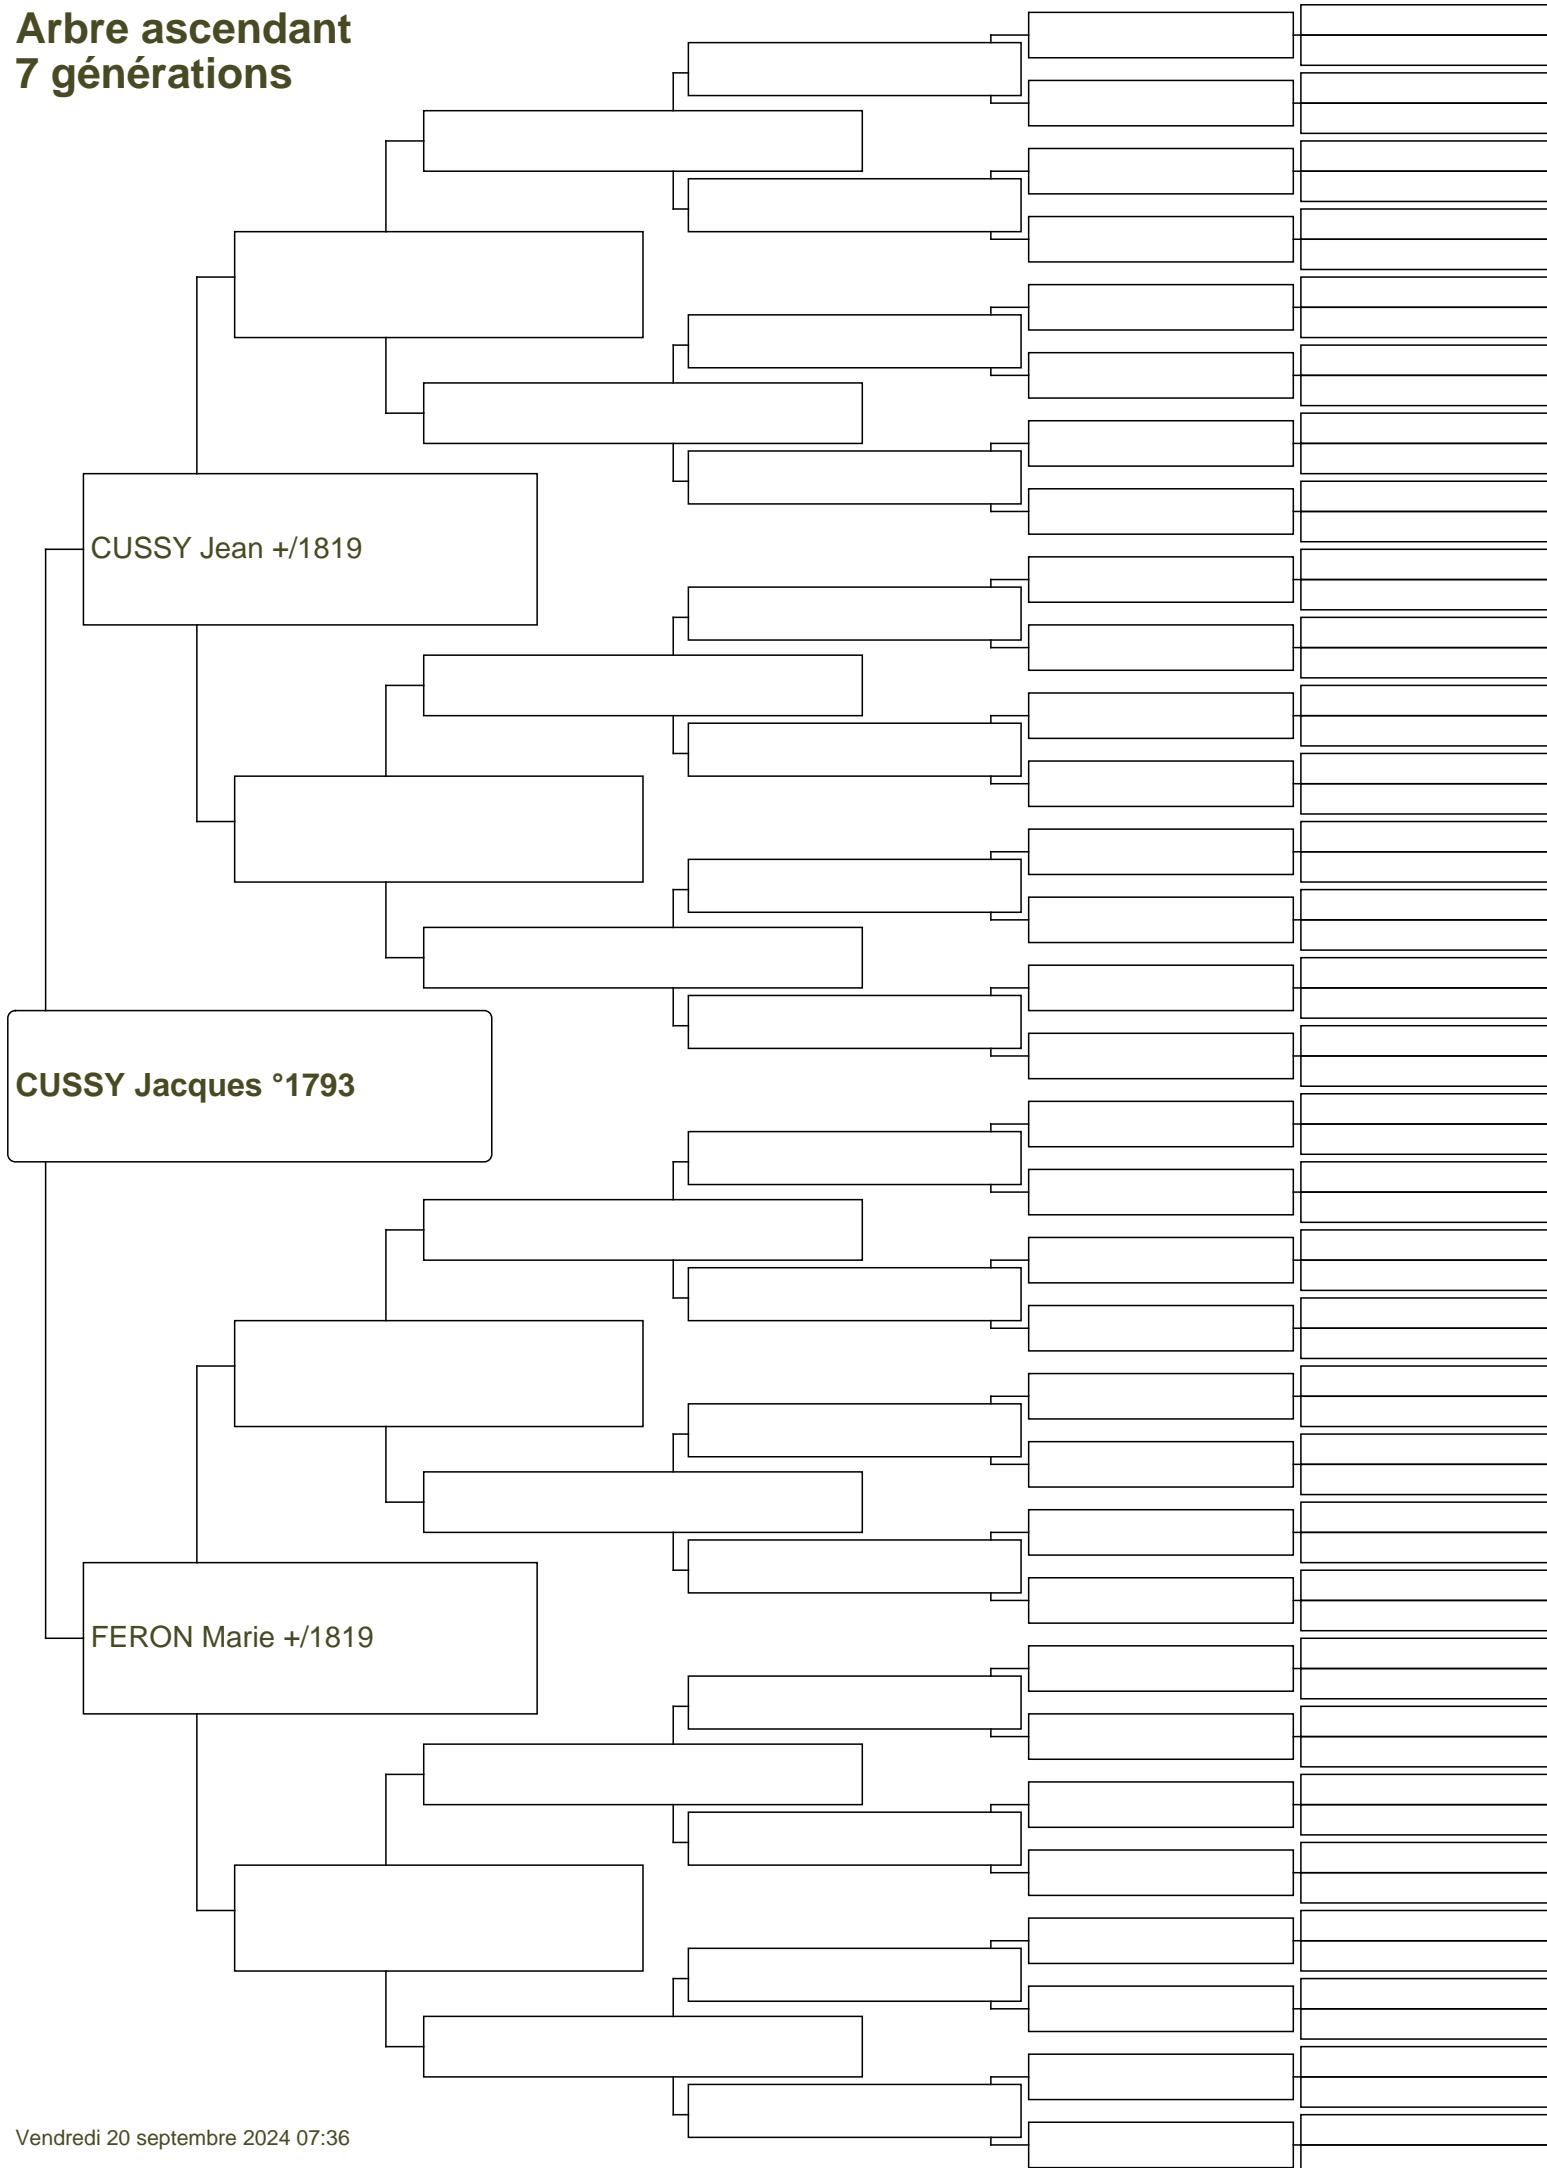 Arbre ascendant
7 générations
CUSSY Jean +/1819
CUSSY Jacques °1793
FERON Marie +/1819
Vendredi 20 septembre 2024 07:36